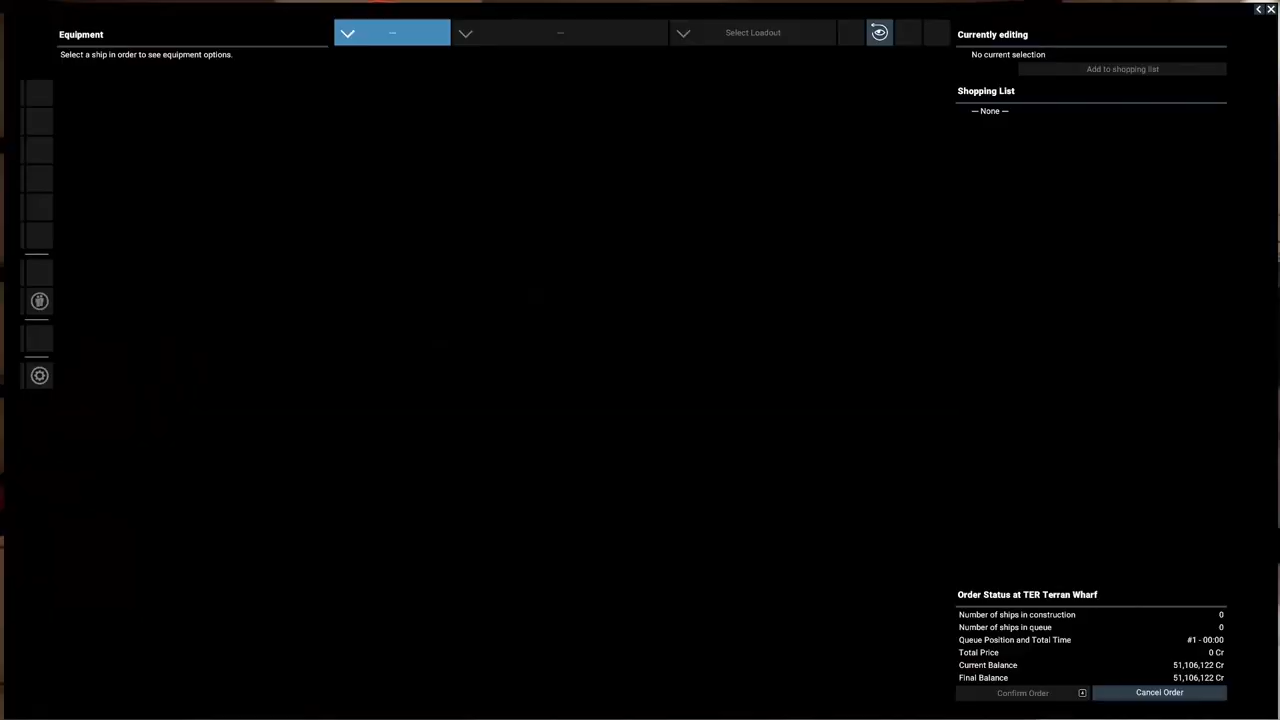 Equipment
Select a ship in order to see equipment options.
—
—
Select Loadout
Currently editing
No current selection
Add to shopping list
Shopping List
— None —
Order Status at TER Terran Wharf
Number of ships in construction 0
Number of ships in queue 0
Queue Position and Total Time #1 - 00:00
Total Price 0 Cr
Current Balance 51,106,122 Cr
Final Balance 51,106,122 Cr
Confirm Order
Cancel Order